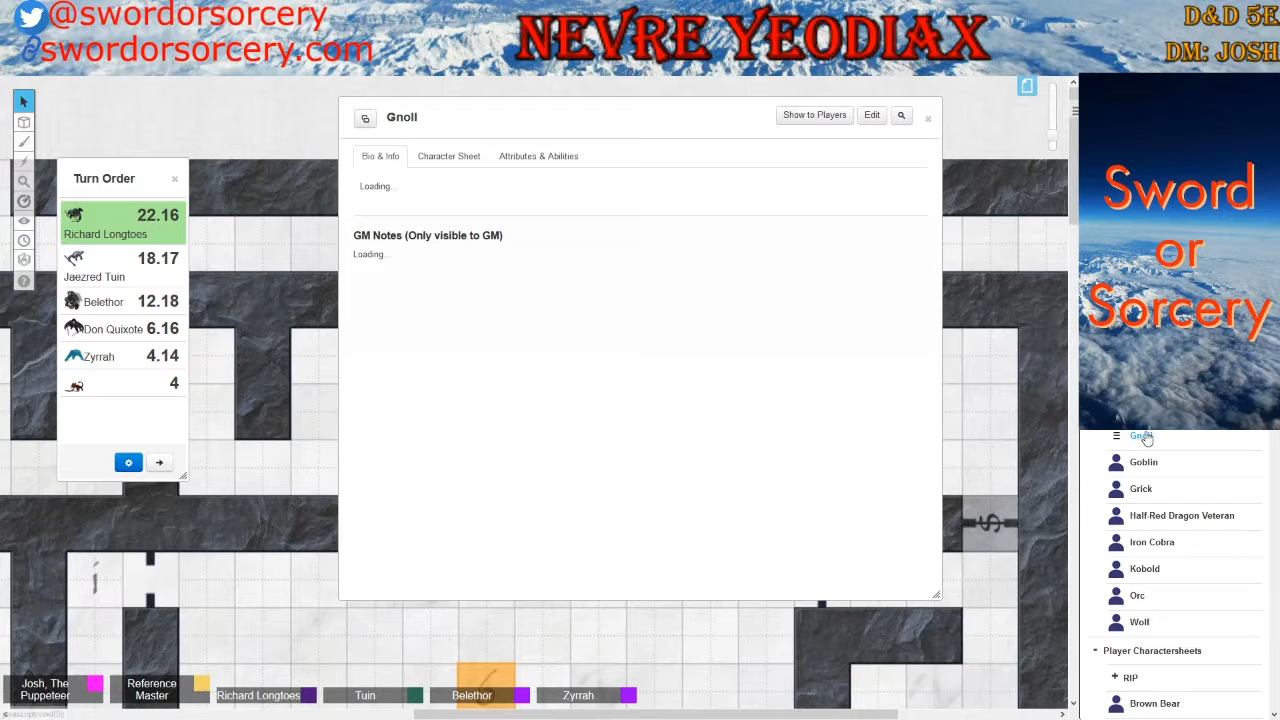 @swordorsorcery
swordorsorcery.com
NEVRE YEODIAX
D&D 5E
DM: JOSH
Turn Order
22.16
Richard Longtoes
18.17
Jaezred Tuin
Belethor 12.18
Don Quixote 6.16
Zyrrah 4.14
4
Gnoll
Show to Players
Edit
Bio & Info
Character Sheet
Attributes & Abilities
Loading...
GM Notes (Only visible to GM)
Loading...
Sword
or
Sorcery
Gnoll
Goblin
Grick
Half-Red Dragon Veteran
Iron Cobra
Kobold
Orc
Wolf
Player Charactersheets
RIP
Brown Bear
$
Josh, The
Puppeteer
Reference
Master
Richard Longtoes
Tuin
Belethor
Zyrrah